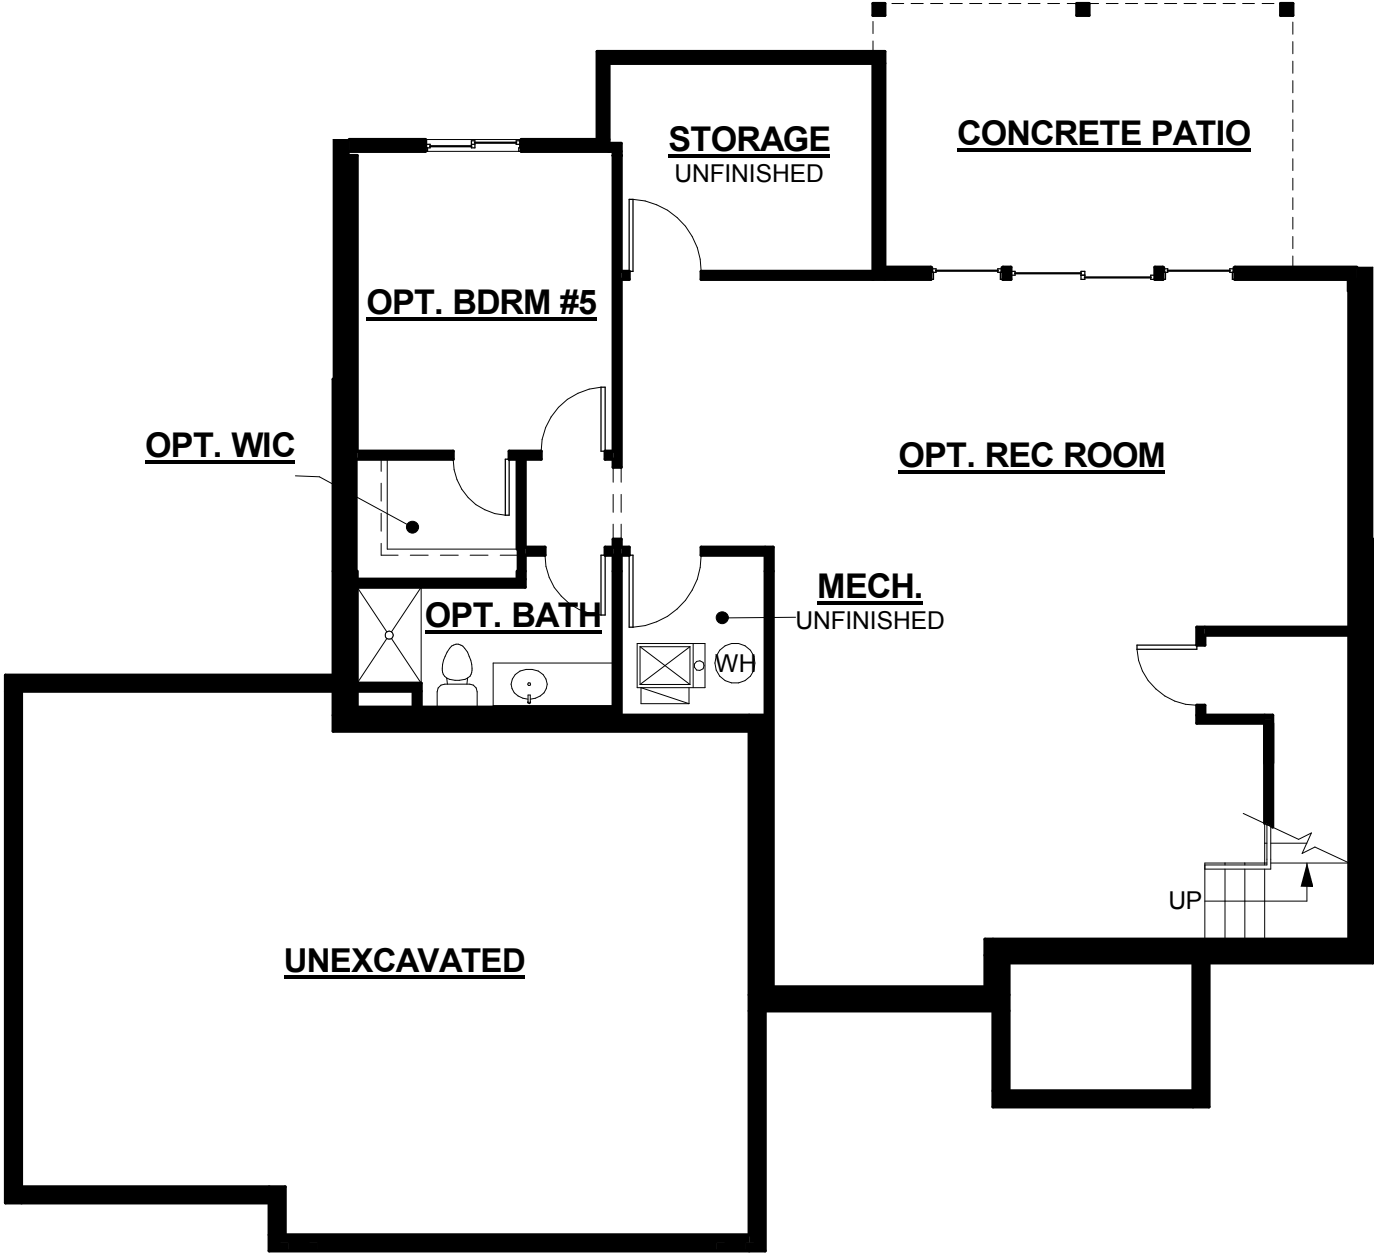 STORAGE
UNFINISHED
CONCRETE PATIO
OPT. BDRM #5
OPT. WIC
OPT. REC ROOM
MECH.
UNFINISHED
OPT. BATH
WH
UP
UNEXCAVATED